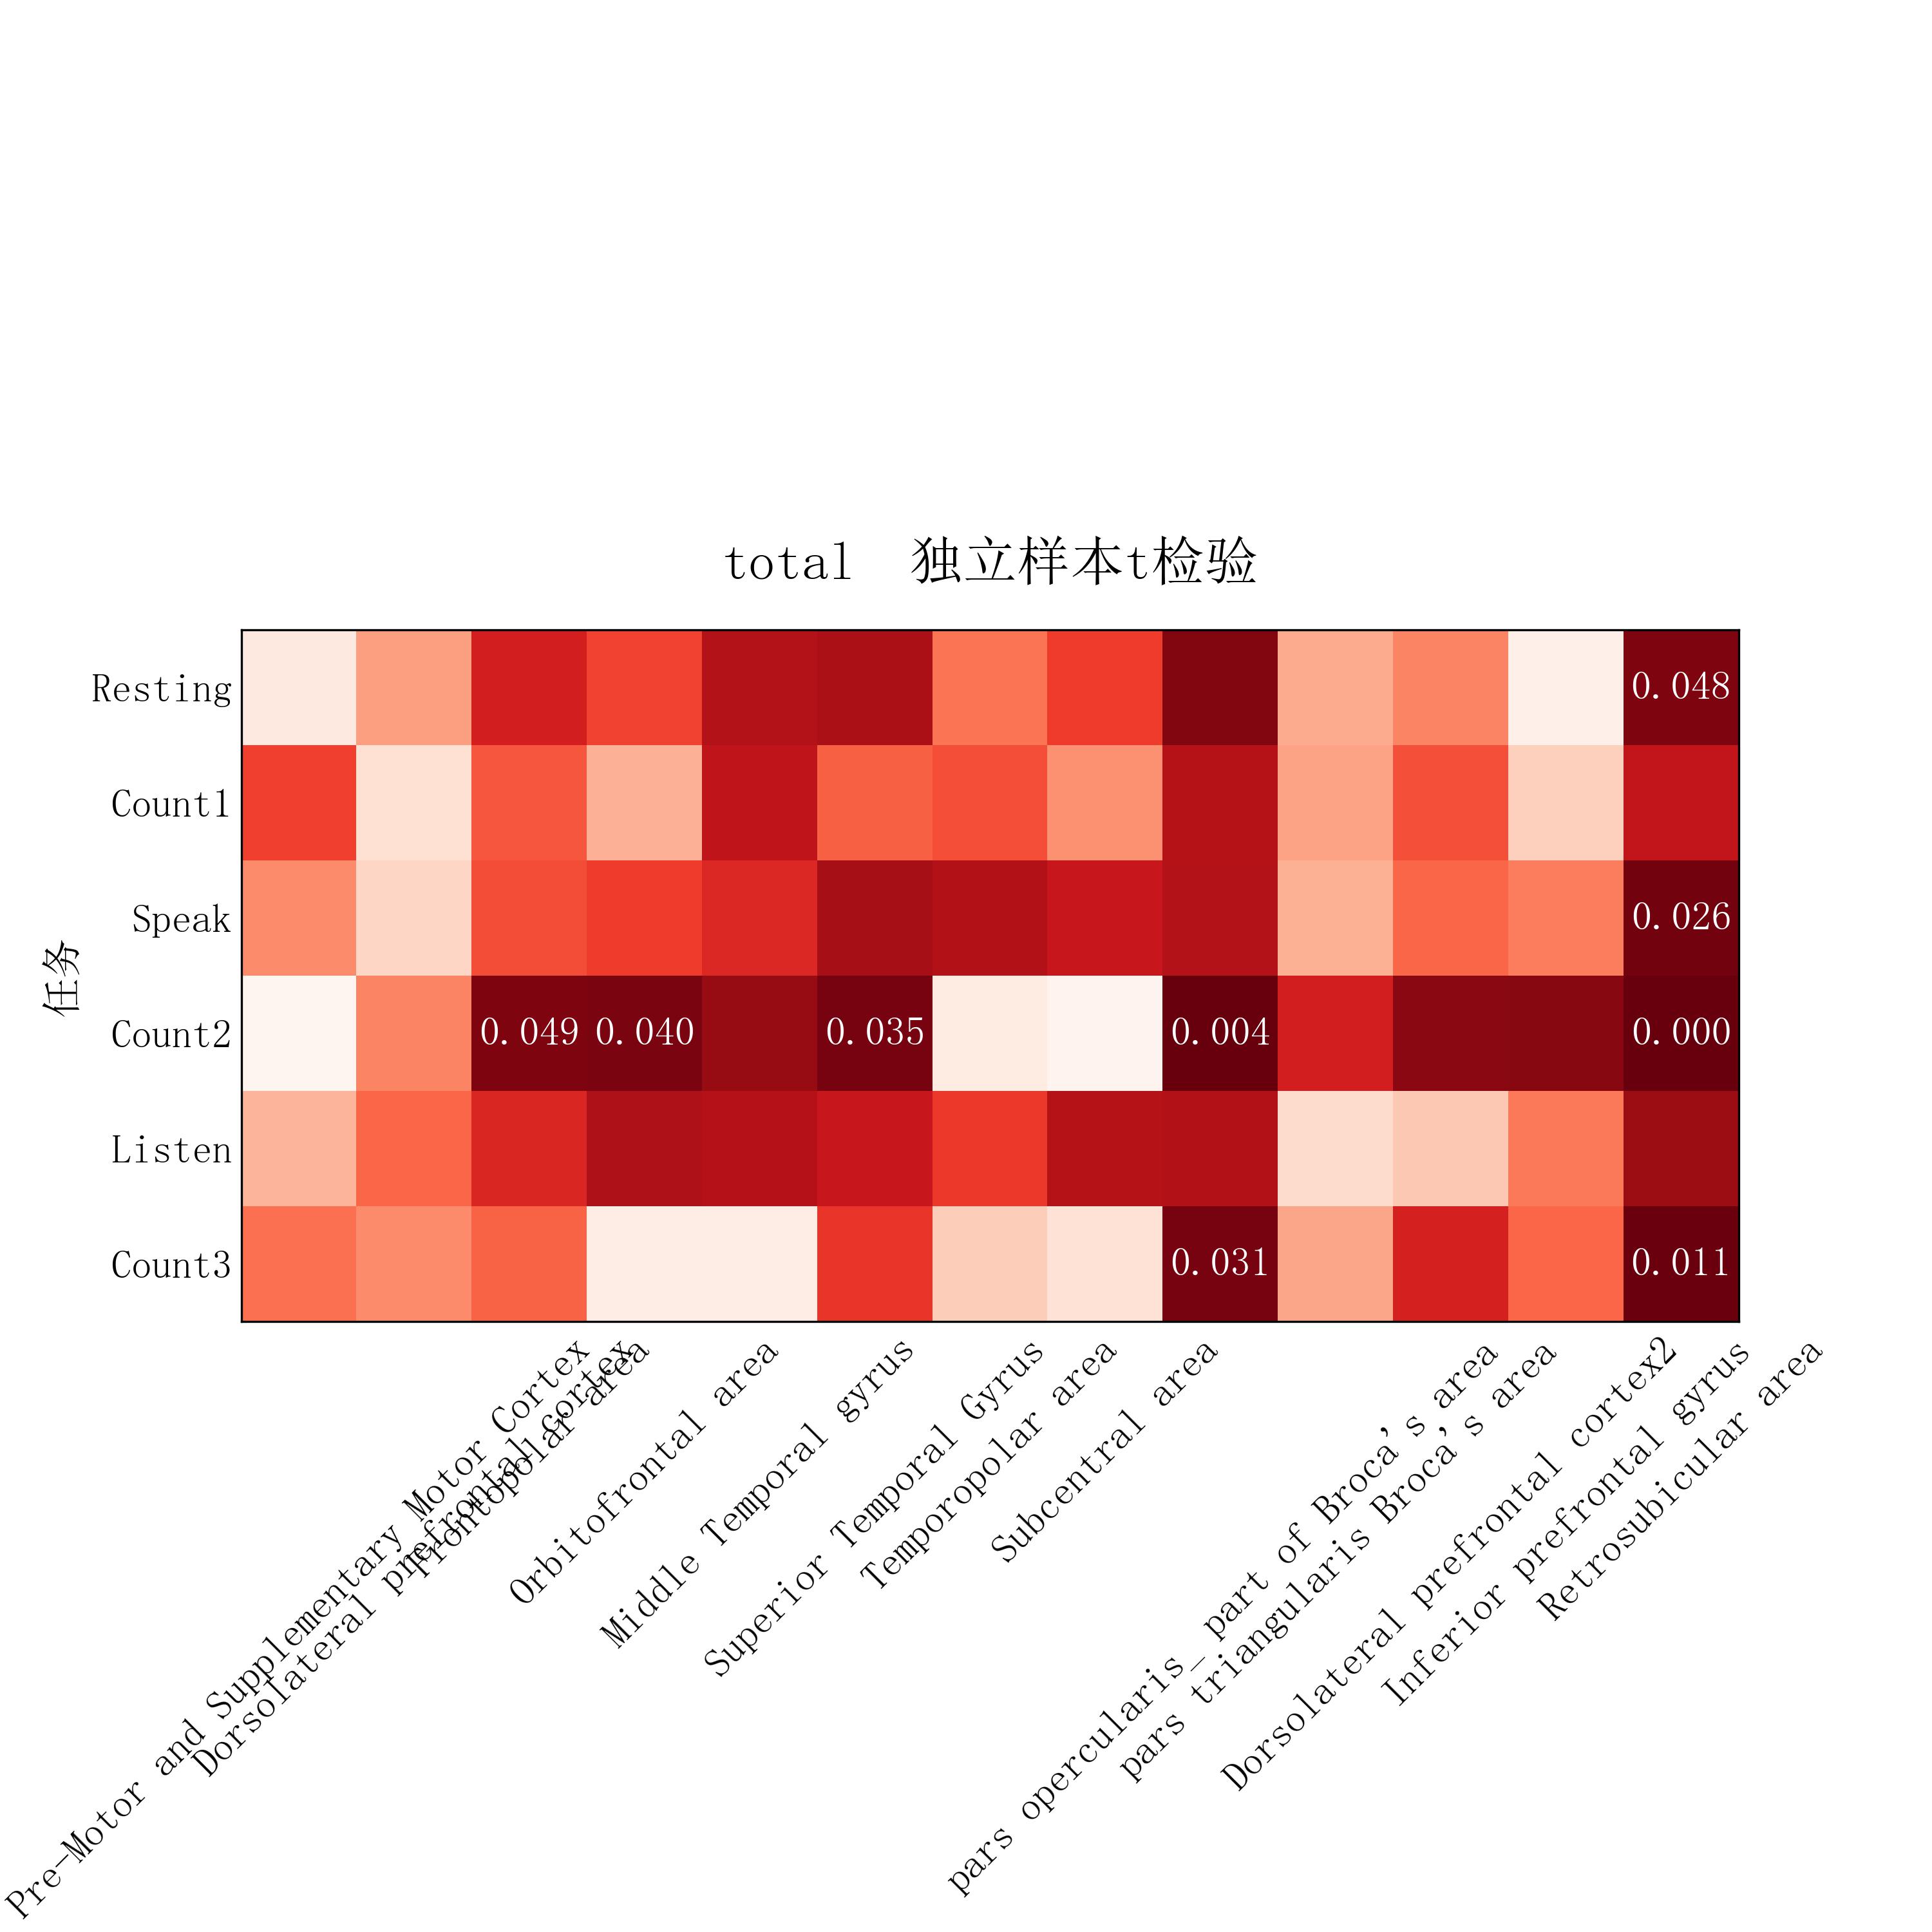 total  独立样本t检验
Resting
0.048
Count1
Speak
0.026
任务
Count2
0.049 0.040 0.035 0.004 0.000
Listen
Count3
0.031 0.011
Pre-Motor and Supplementary Motor Cortex
Dorsolateral prefrontal cortex
Frontopolar area
Orbitofrontal area
Middle Temporal gyrus
Superior Temporal Gyrus
Temporopolar area
Subcentral area
pars opercularis_ part of Broca's area
pars triangularis Broca's area
Dorsolateral prefrontal cortex2
Inferior prefrontal gyrus
Retrosubicular area